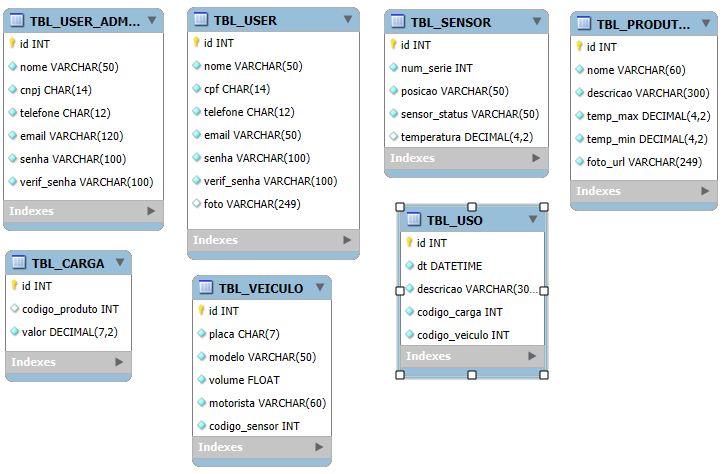 TBL_USER_ADM...
id INT
nome VARCHAR(50)
cnpj CHAR(14)
telefone CHAR(12)
email VARCHAR(120)
senha VARCHAR(100)
verif_senha VARCHAR(100)
Indexes
TBL_USER
id INT
nome VARCHAR(50)
cpf CHAR(14)
telefone CHAR(12)
email VARCHAR(50)
senha VARCHAR(100)
verif_senha VARCHAR(100)
foto VARCHAR(249)
Indexes
TBL_SENSOR
id INT
num_serie INT
posicao VARCHAR(50)
sensor_status VARCHAR(50)
temperatura DECIMAL(4,2)
Indexes
TBL_PRODUT...
id INT
nome VARCHAR(60)
descricao VARCHAR(300)
temp_max DECIMAL(4,2)
temp_min DECIMAL(4,2)
foto_url VARCHAR(249)
Indexes
TBL_CARGA
id INT
codigo_produto INT
valor DECIMAL(7,2)
Indexes
TBL_VEICULO
id INT
placa CHAR(7)
modelo VARCHAR(50)
volume FLOAT
motorista VARCHAR(60)
codigo_sensor INT
Indexes
TBL_USO
id INT
dt DATETIME
descricao VARCHAR(30...
codigo_carga INT
codigo_veiculo INT
Indexes